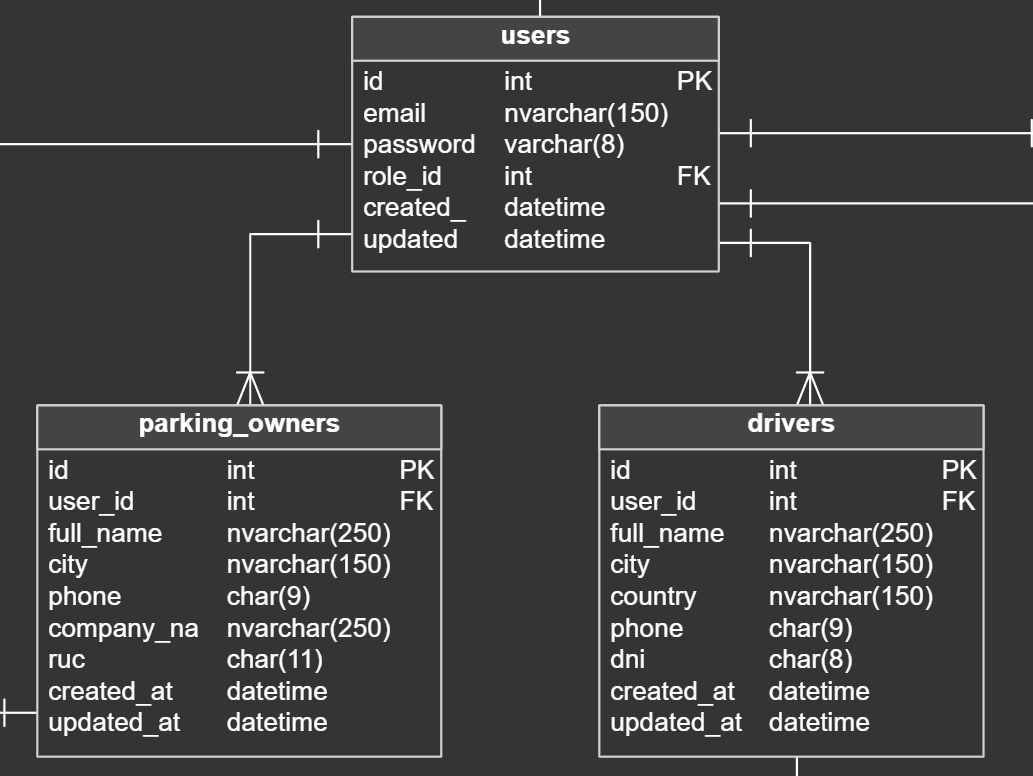 users
id int PK
email nvarchar(150)
password varchar(8)
role_id int FK
created_ datetime
updated datetime
parking_owners
id int PK
user_id int FK
full_name nvarchar(250)
city nvarchar(150)
phone char(9)
company_na nvarchar(250)
ruc char(11)
created_at datetime
updated_at datetime
drivers
id int PK
user_id int FK
full_name nvarchar(250)
city nvarchar(150)
country nvarchar(150)
phone char(9)
dni char(8)
created_at datetime
updated_at datetime